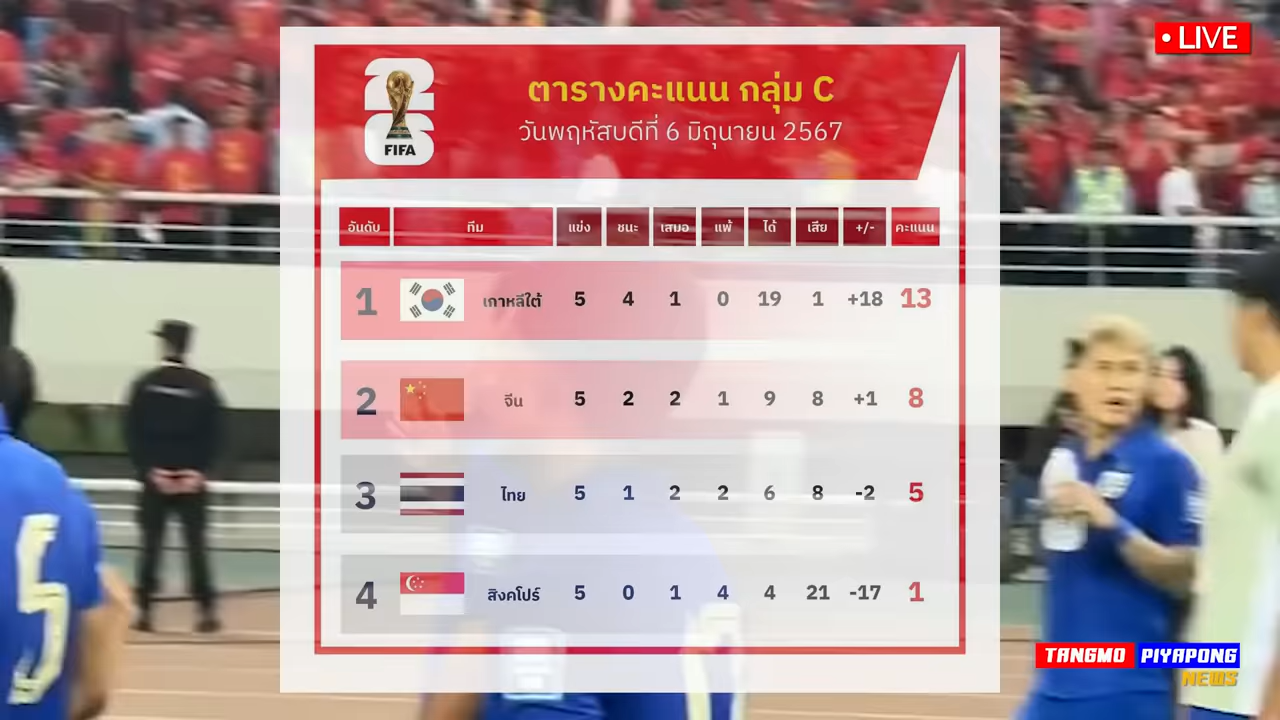 • LIVE
26
FIFA
ตารางคะแนน กลุ่ม C
วันพฤหัสบดีที่ 6 มิถุนายน 2567
อันดับ ทีม แข่ง ชนะ เสมอ แพ้ ได้ เสีย +/- คะแนน
1 เกาหลีใต้ 5 4 1 0 19 1 +18 13
2 จีน 5 2 2 1 9 8 +1 8
3 ไทย 5 1 2 2 6 8 -2 5
4 สิงคโปร์ 5 0 1 4 4 21 -17 1
5
TANGMO PIYAPONG
NEWS